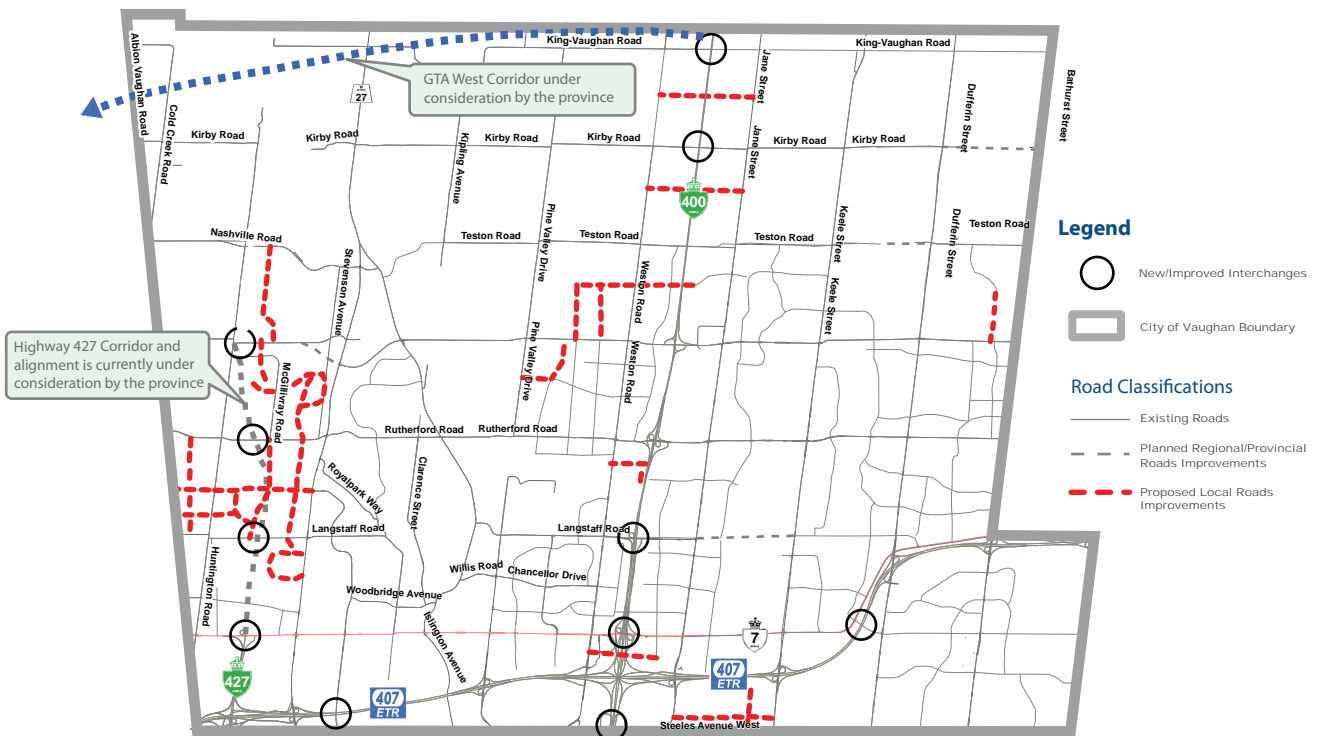 King-Vaughan Road
King-Vaughan Road
Albion Vaughan Road
Jane Street
Bathurst Street
GTA West Corridor under
consideration by the province
27
Dufferin Street
Cold Creek Road
Kirby Road
Kirby Road
Kipling Avenue
Kirby Road
Kirby Road
Jane Street
Kirby Road
Kirby Road
400
Pine Valley Drive
Keele Street
Dufferin Street
Teston Road
Nashville Road
Teston Road
Teston Road
Teston Road
Legend
Stevenson Avenue
Weston Road
Keele Street
New/Improved Interchanges
City of Vaughan Boundary
Highway 427 Corridor and
alignment is currently under
consideration by the province
McGillivray Road
Pine Valley Drive
Weston Road
Road Classifications
Existing Roads
Rutherford Road
Rutherford Road
Planned Regional/Provincial
Roads Improvements
Royalpark Way
Clarence Street
Proposed Local Roads
Improvements
Langstaff Road
Langstaff Road
Huntington Road
Willis Road
Chancellor Drive
Woodbridge Avenue
Islington Avenue
7
427
407
ETR
407
ETR
Steeles Avenue West